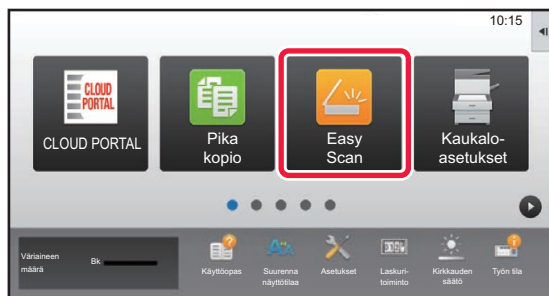 10:15
CLOUD
PORTAL
CLOUD PORTAL
Pika
kopio
Easy
Scan
Kaukalo-
asetukset
Väriaineen
määrä
Bk
Käyttöopas
Suurenna
näyttötilaa
Asetukset
Laskuri-
toiminto
Kirkkauden
säätö
Työn tila